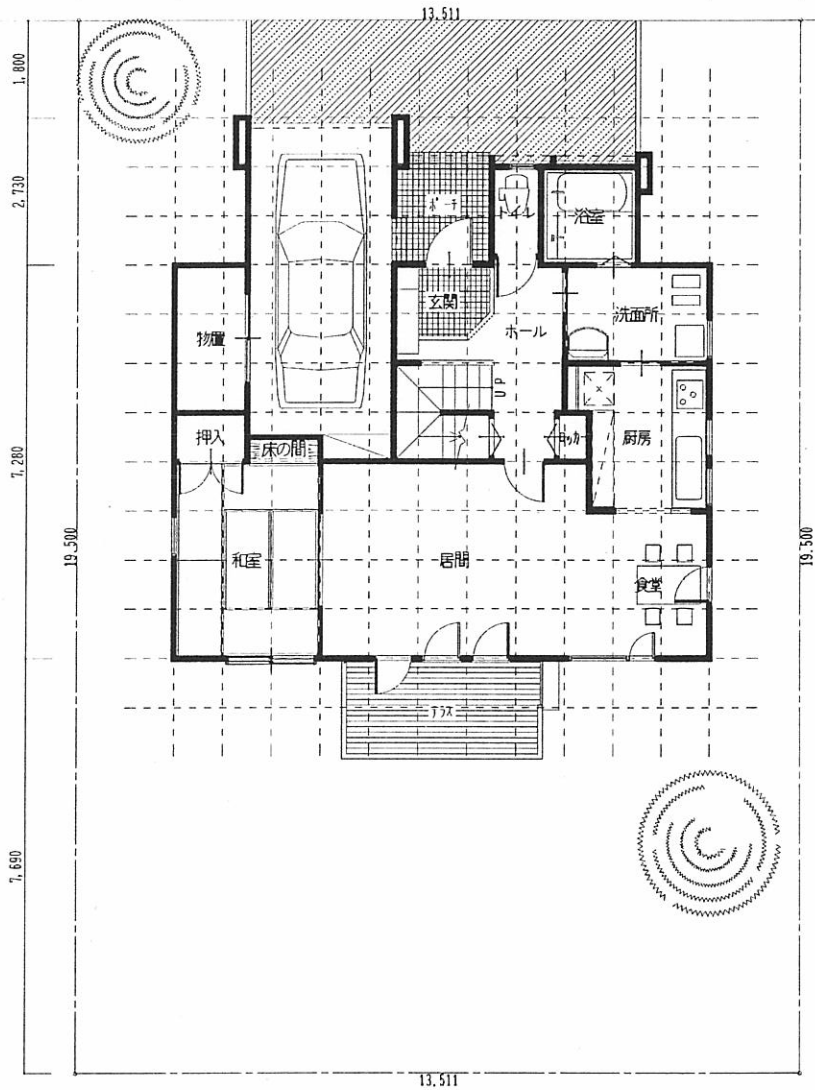 13,511
1,800
2,730
7,280
7,690
19,500
19,500
ポーチ
トイレ
浴室
玄関
ホール
洗面所
物置
UP
押入
床の間
ロッカー
厨房
和室
居間
食堂
テラス
13,511